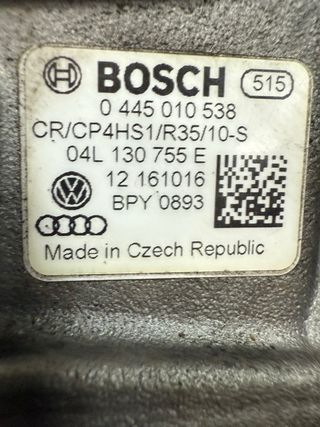 BOSCH 515
0 445 010 538
CR/CP4HS1/R35/10-S
04L 130 755 E
12 161016
BPY 0893
Made in Czech Republic